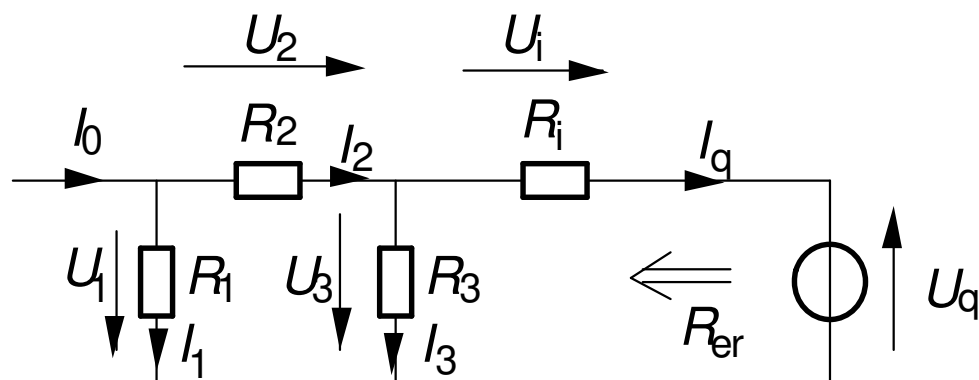 U2 Ui
I0 R2 I2 Ri Iq
U1 R1 U3 R3 Uq
I1 I3 Rer